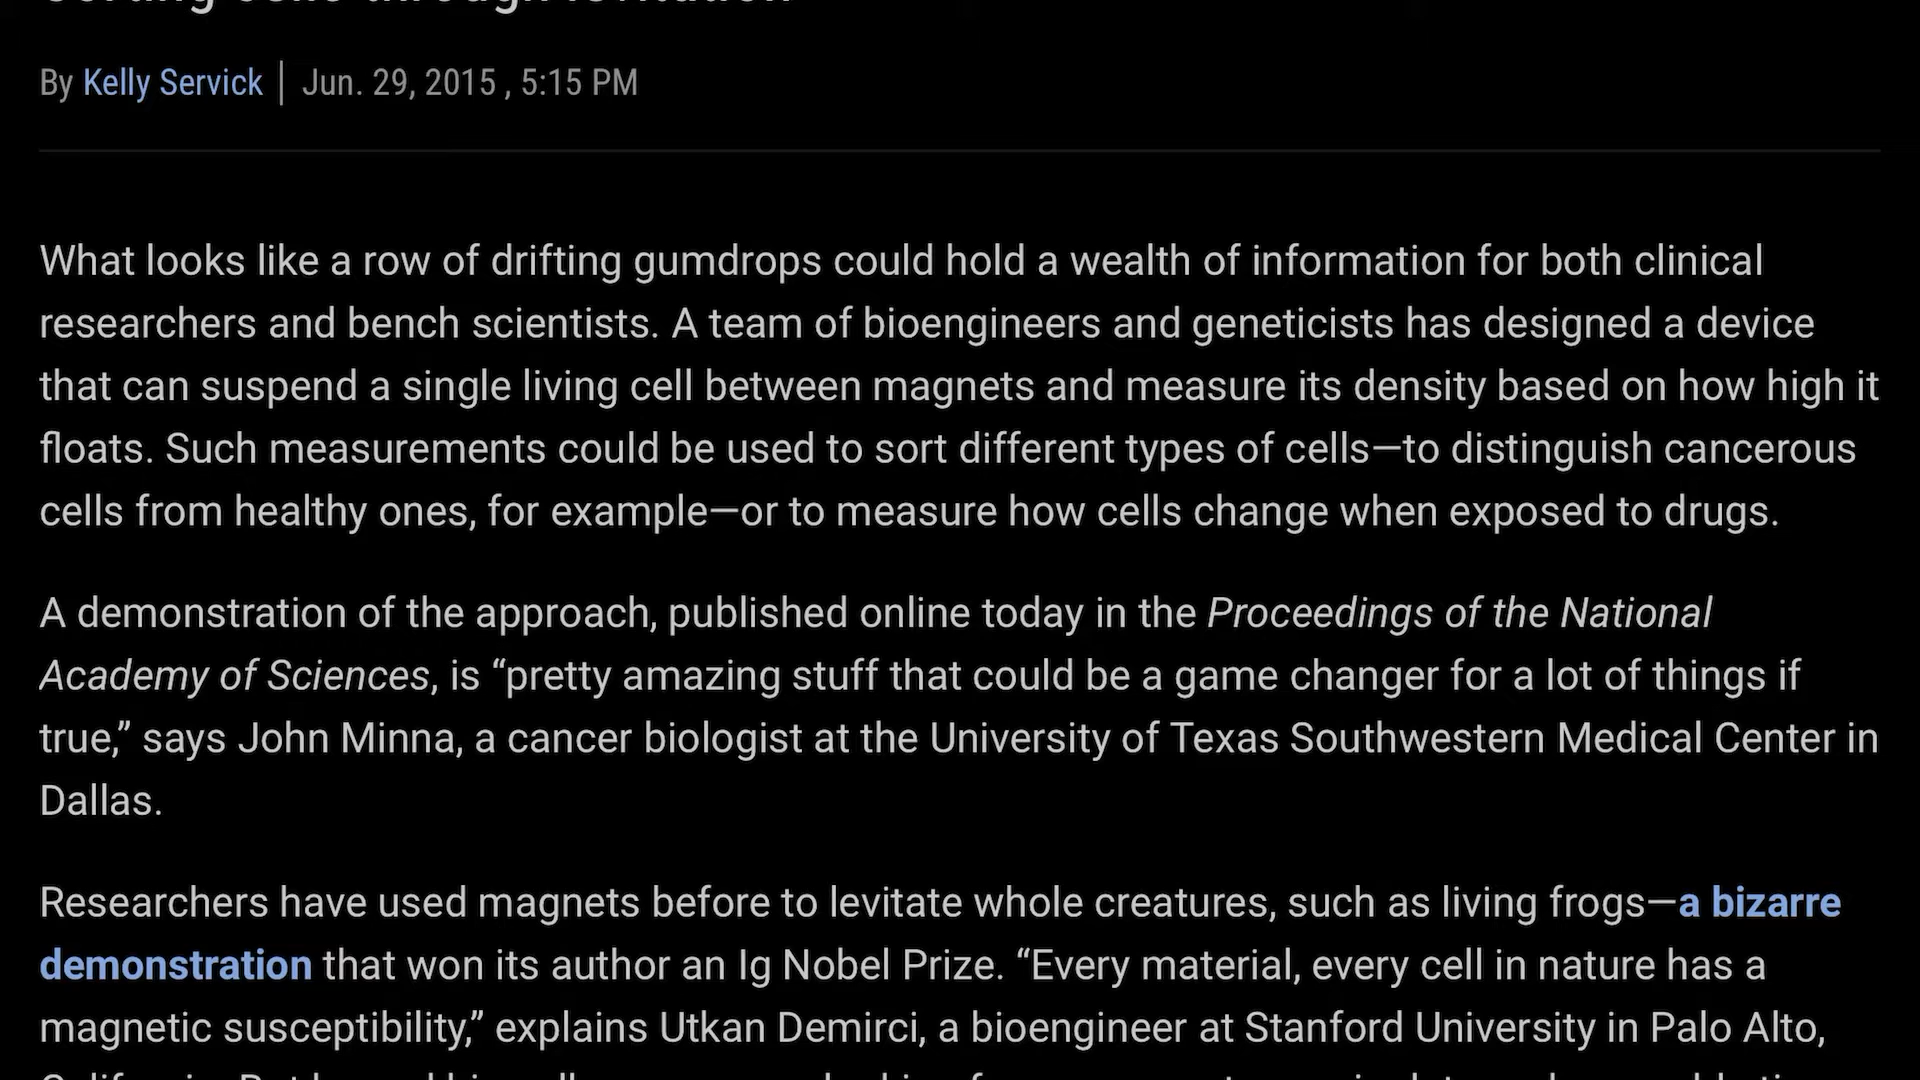 Sorting cells through levitation
By Kelly Servick | Jun. 29, 2015 , 5:15 PM
What looks like a row of drifting gumdrops could hold a wealth of information for both clinical
researchers and bench scientists. A team of bioengineers and geneticists has designed a device
that can suspend a single living cell between magnets and measure its density based on how high it
floats. Such measurements could be used to sort different types of cells—to distinguish cancerous
cells from healthy ones, for example—or to measure how cells change when exposed to drugs.
A demonstration of the approach, published online today in the Proceedings of the National
Academy of Sciences, is “pretty amazing stuff that could be a game changer for a lot of things if
true,” says John Minna, a cancer biologist at the University of Texas Southwestern Medical Center in
Dallas.
Researchers have used magnets before to levitate whole creatures, such as living frogs—a bizarre
demonstration that won its author an Ig Nobel Prize. “Every material, every cell in nature has a
magnetic susceptibility,” explains Utkan Demirci, a bioengineer at Stanford University in Palo Alto,